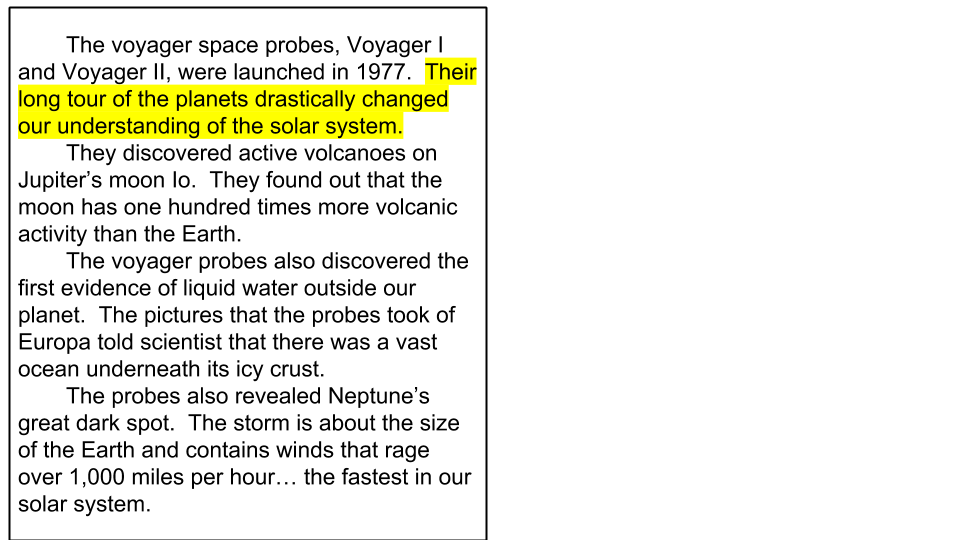 The voyager space probes, Voyager I
and Voyager II, were launched in 1977.  Their
long tour of the planets drastically changed
our understanding of the solar system.
They discovered active volcanoes on
Jupiter’s moon Io.  They found out that the
moon has one hundred times more volcanic
activity than the Earth.
The voyager probes also discovered the
first evidence of liquid water outside our
planet.  The pictures that the probes took of
Europa told scientist that there was a vast
ocean underneath its icy crust.
The probes also revealed Neptune’s
great dark spot.  The storm is about the size
of the Earth and contains winds that rage
over 1,000 miles per hour… the fastest in our
solar system.